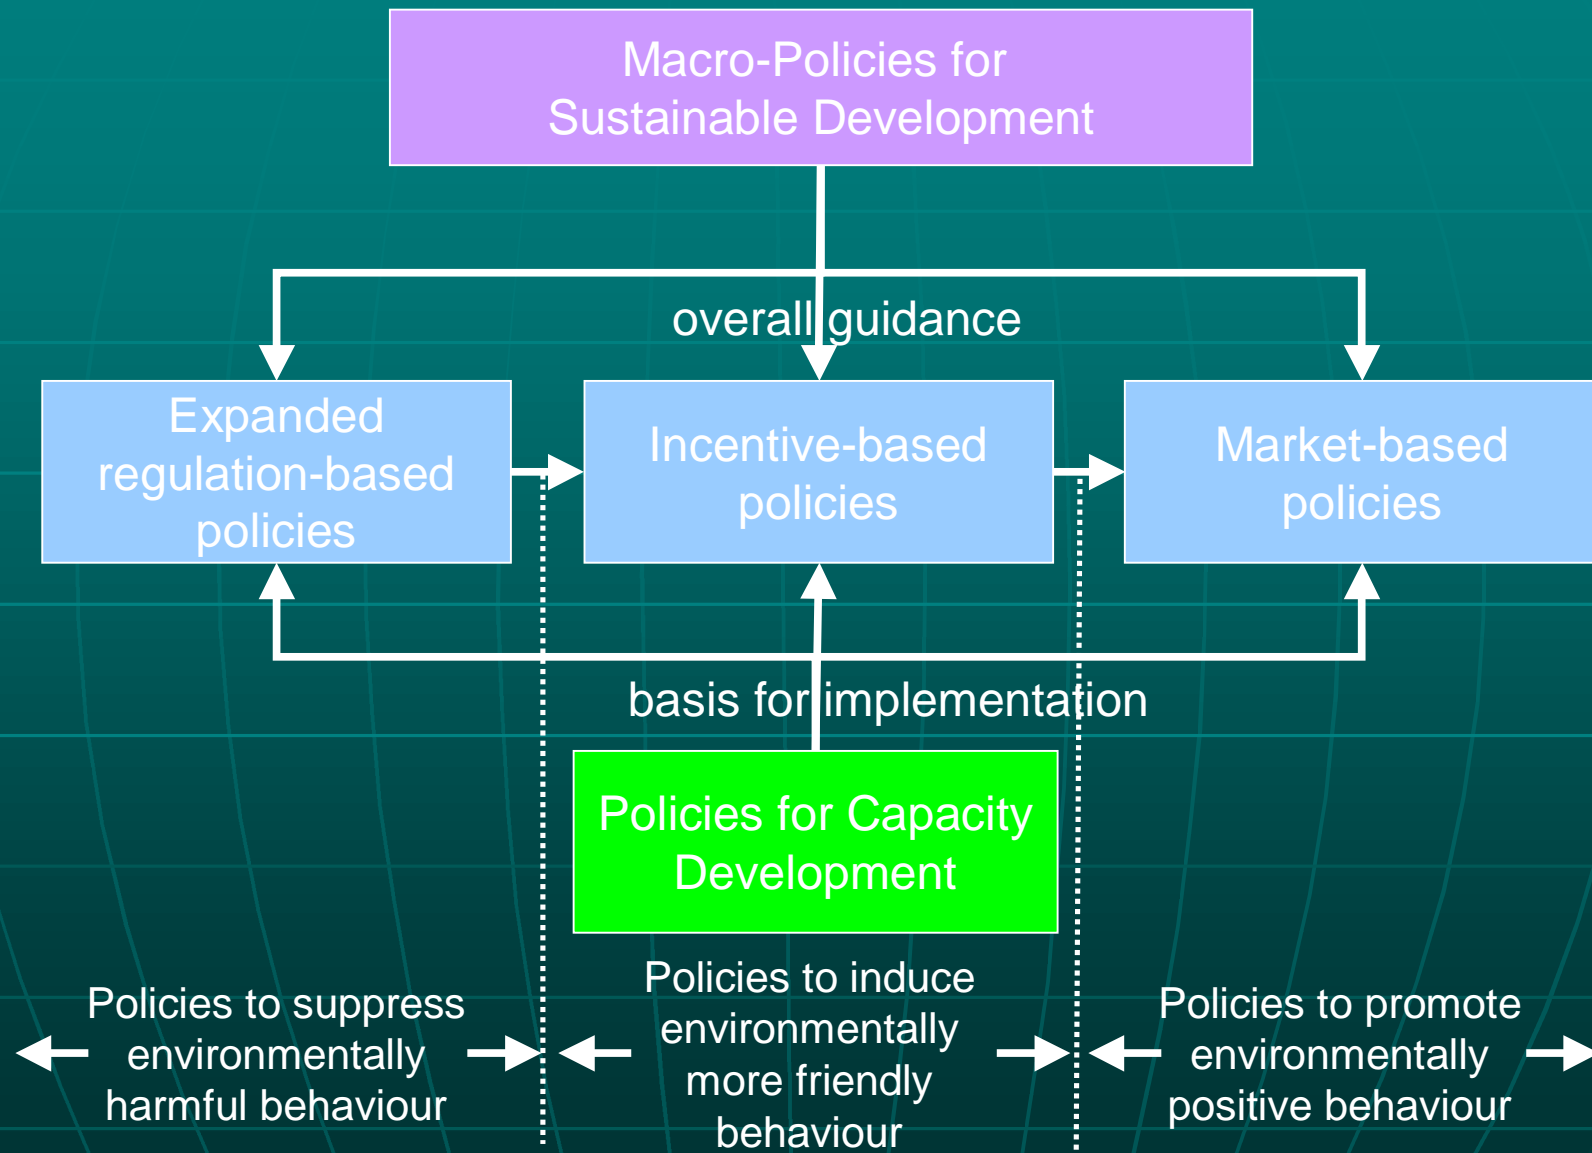 Macro-Policies for
Sustainable Development
overall guidance
Expanded
regulation-based
policies
Incentive-based
policies
Market-based
policies
basis for implementation
Policies for Capacity
Development
Policies to suppress
environmentally
harmful behaviour
Policies to induce
environmentally
more friendly
behaviour
Policies to promote
environmentally
positive behaviour